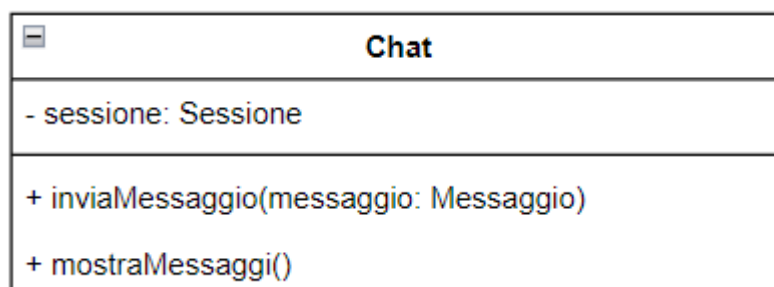 Chat
- sessione: Sessione
+ inviaMessaggio(messaggio: Messaggio)
+ mostraMessaggi()